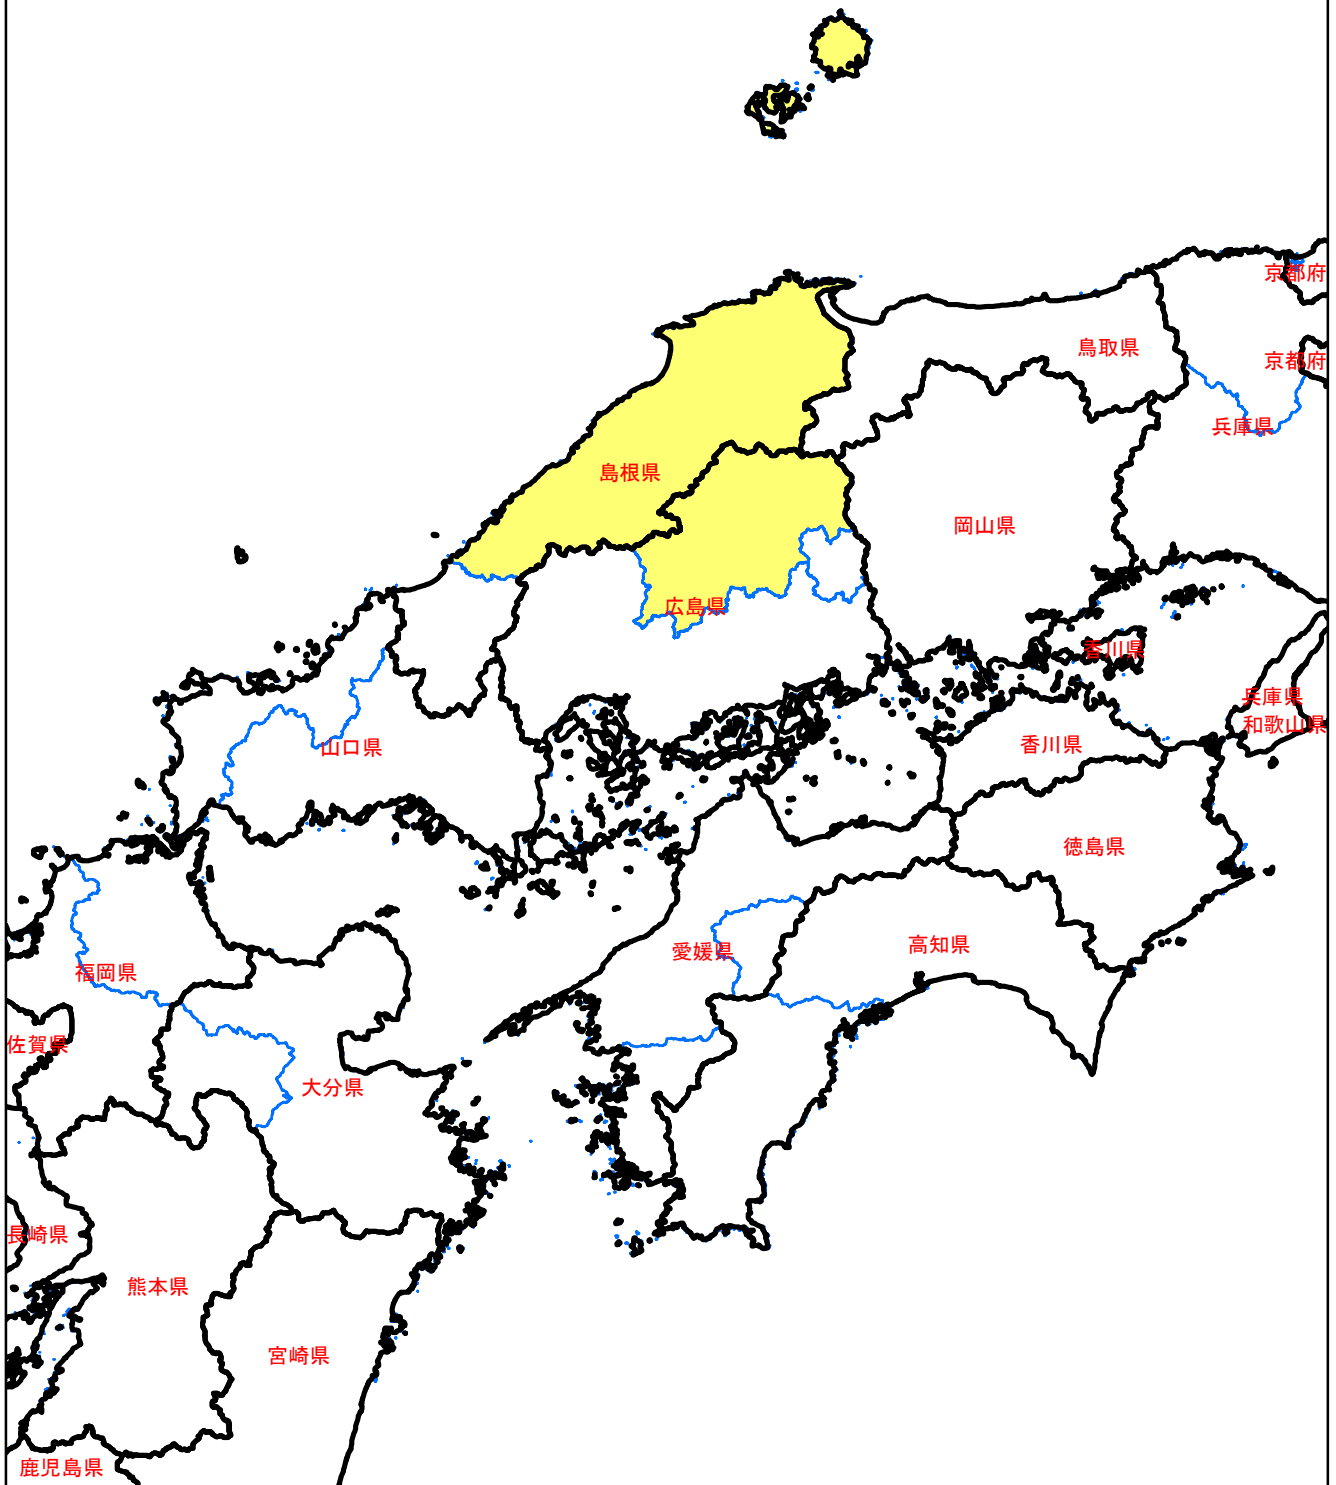 京都府
鳥取県
京都府
兵庫県
島根県
岡山県
広島県
香川県
兵庫県
和歌山県
山口県
香川県
徳島県
愛媛県
高知県
福岡県
佐賀県
大分県
長崎県
熊本県
宮崎県
鹿児島県